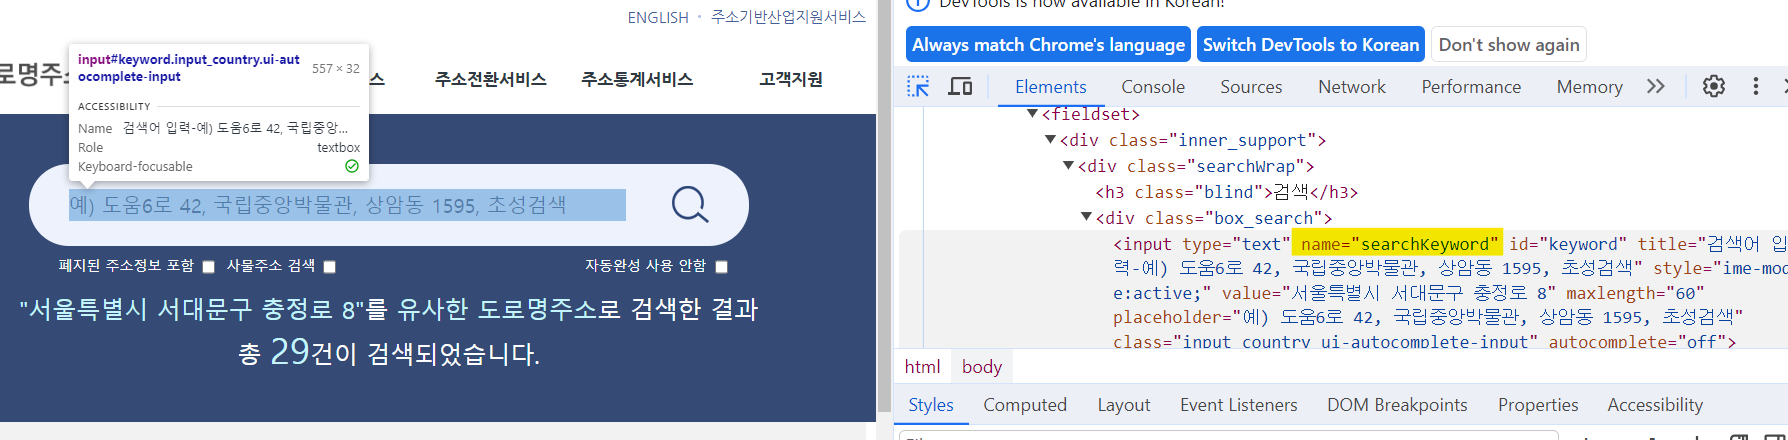 ENGLISH • 주소기반산업지원서비스
로명주소
주소전환서비스 주소통계서비스 고객지원
input#keyword.input_country.ui-aut
ocomplete-input
557 × 32
ACCESSIBILITY
Name 검색어 입력-예) 도움6로 42, 국립중앙...
Role textbox
Keyboard-focusable
예) 도움6로 42, 국립중앙박물관, 상암동 1595, 초성검색
폐지된 주소정보 포함 사물주소 검색 자동완성 사용 안함
"서울특별시 서대문구 충정로 8"를 유사한 도로명주소로 검색한 결과
총 29건이 검색되었습니다.
DevTools is now available in Korean!
Always match Chrome's language Switch DevTools to Korean Don't show again
Elements Console Sources Network Performance Memory
▼<fieldset>
▼<div class="inner_support">
▼<div class="searchWrap">
<h3 class="blind">검색</h3>
▼<div class="box_search">
<input type="text" name="searchKeyword" id="keyword" title="검색어 입
력-예) 도움6로 42, 국립중앙박물관, 상암동 1595, 초성검색" style="ime-mod
e:active;" value="서울특별시 서대문구 충정로 8" maxlength="60"
placeholder="예) 도움6로 42, 국립중앙박물관, 상암동 1595, 초성검색"
class="input_country ui-autocomplete-input" autocomplete="off">
html body
Styles Computed Layout Event Listeners DOM Breakpoints Properties Accessibility